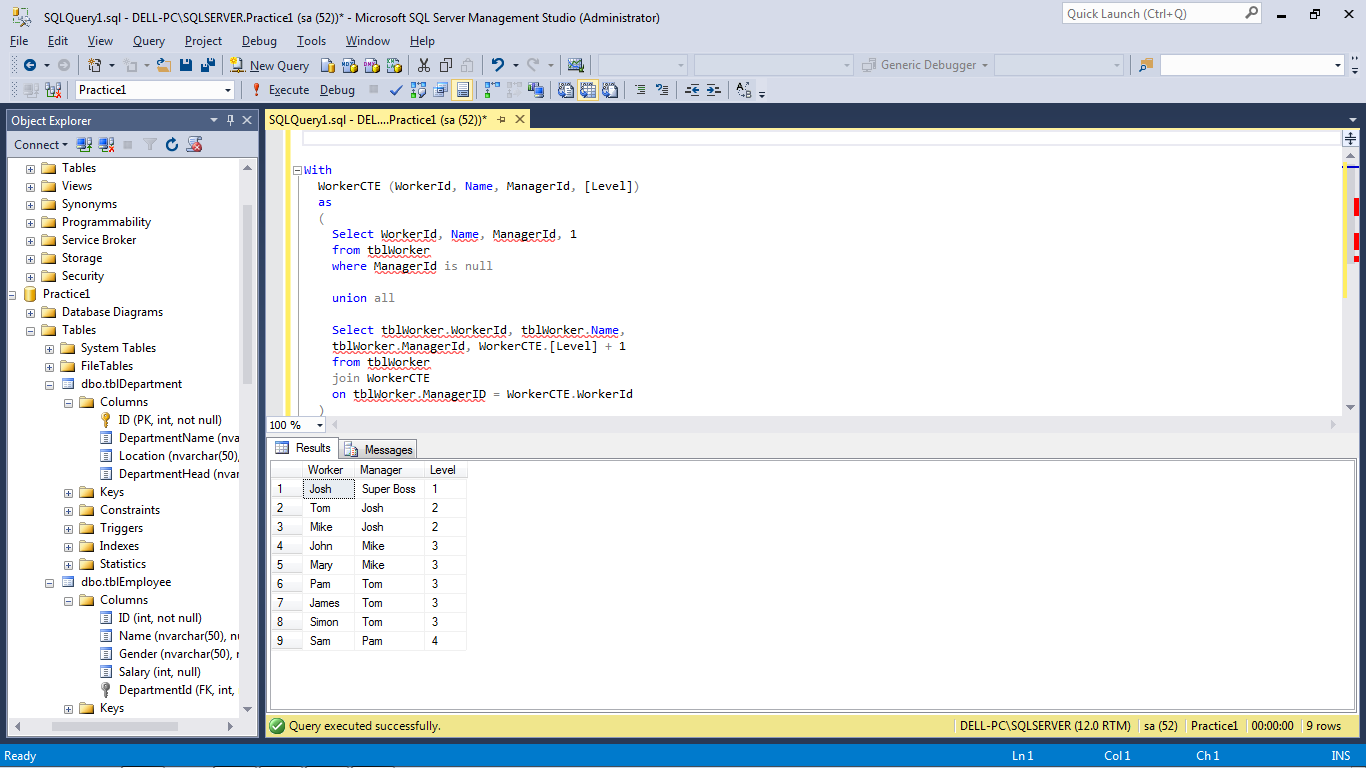 SQLQuery1.sql - DELL-PC\SQLSERVER.Practice1 (sa (52))* - Microsoft SQL Server Management Studio (Administrator)
Quick Launch (Ctrl+Q)
File Edit View Query Project Debug Tools Window Help
New Query
Generic Debugger
Practice1
Execute Debug
Object Explorer
Connect
Tables
Views
Synonyms
Programmability
Service Broker
Storage
Security
Practice1
Database Diagrams
Tables
System Tables
FileTables
dbo.tblDepartment
Columns
ID (PK, int, not null)
DepartmentName (nva
Location (nvarchar(50),
DepartmentHead (nvar
Keys
Constraints
Triggers
Indexes
Statistics
dbo.tblEmployee
Columns
ID (int, not null)
Name (nvarchar(50), nu
Gender (nvarchar(50), n
Salary (int, null)
DepartmentId (FK, int,
Keys
SQLQuery1.sql - DEL....Practice1 (sa (52))*
With
WorkerCTE (WorkerId, Name, ManagerId, [Level])
as
(
Select WorkerId, Name, ManagerId, 1
from tblWorker
where ManagerId is null
union all
Select tblWorker.WorkerId, tblWorker.Name,
tblWorker.ManagerId, WorkerCTE.[Level] + 1
from tblWorker
join WorkerCTE
on tblWorker.ManagerID = WorkerCTE.WorkerId
)
100 %
Results Messages
Worker Manager Level
1 Josh Super Boss 1
2 Tom Josh 2
3 Mike Josh 2
4 John Mike 3
5 Mary Mike 3
6 Pam Tom 3
7 James Tom 3
8 Simon Tom 3
9 Sam Pam 4
Query executed successfully.
DELL-PC\SQLSERVER (12.0 RTM) sa (52) Practice1 00:00:00 9 rows
Ready Ln 1 Col 1 Ch 1 INS